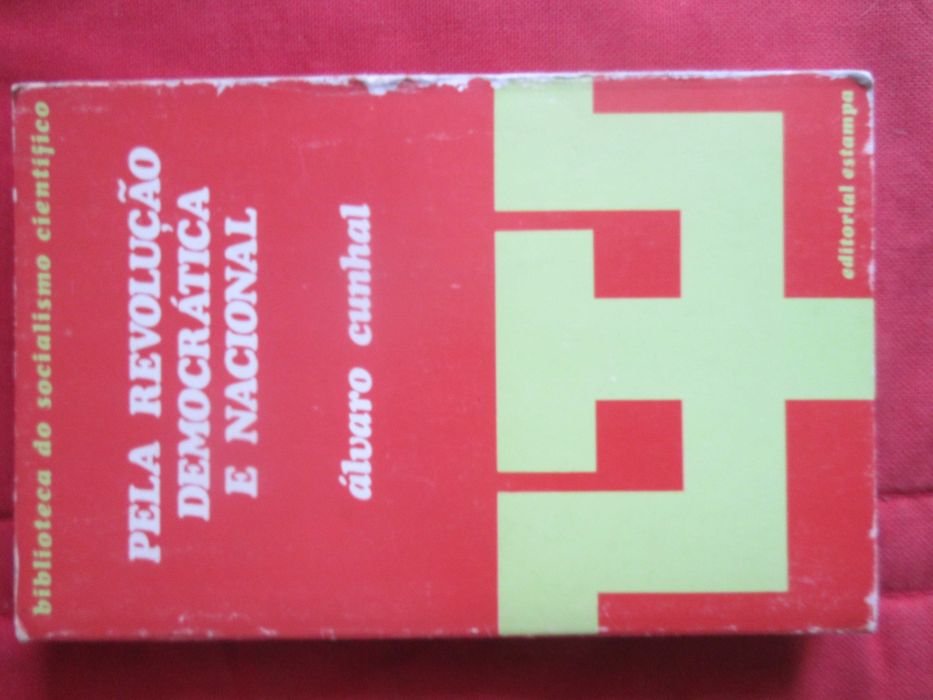 biblioteca do socialismo científico
PELA REVOLUÇÃO
DEMOCRÁTICA
E NACIONAL
álvaro cunhal
editorial estampa